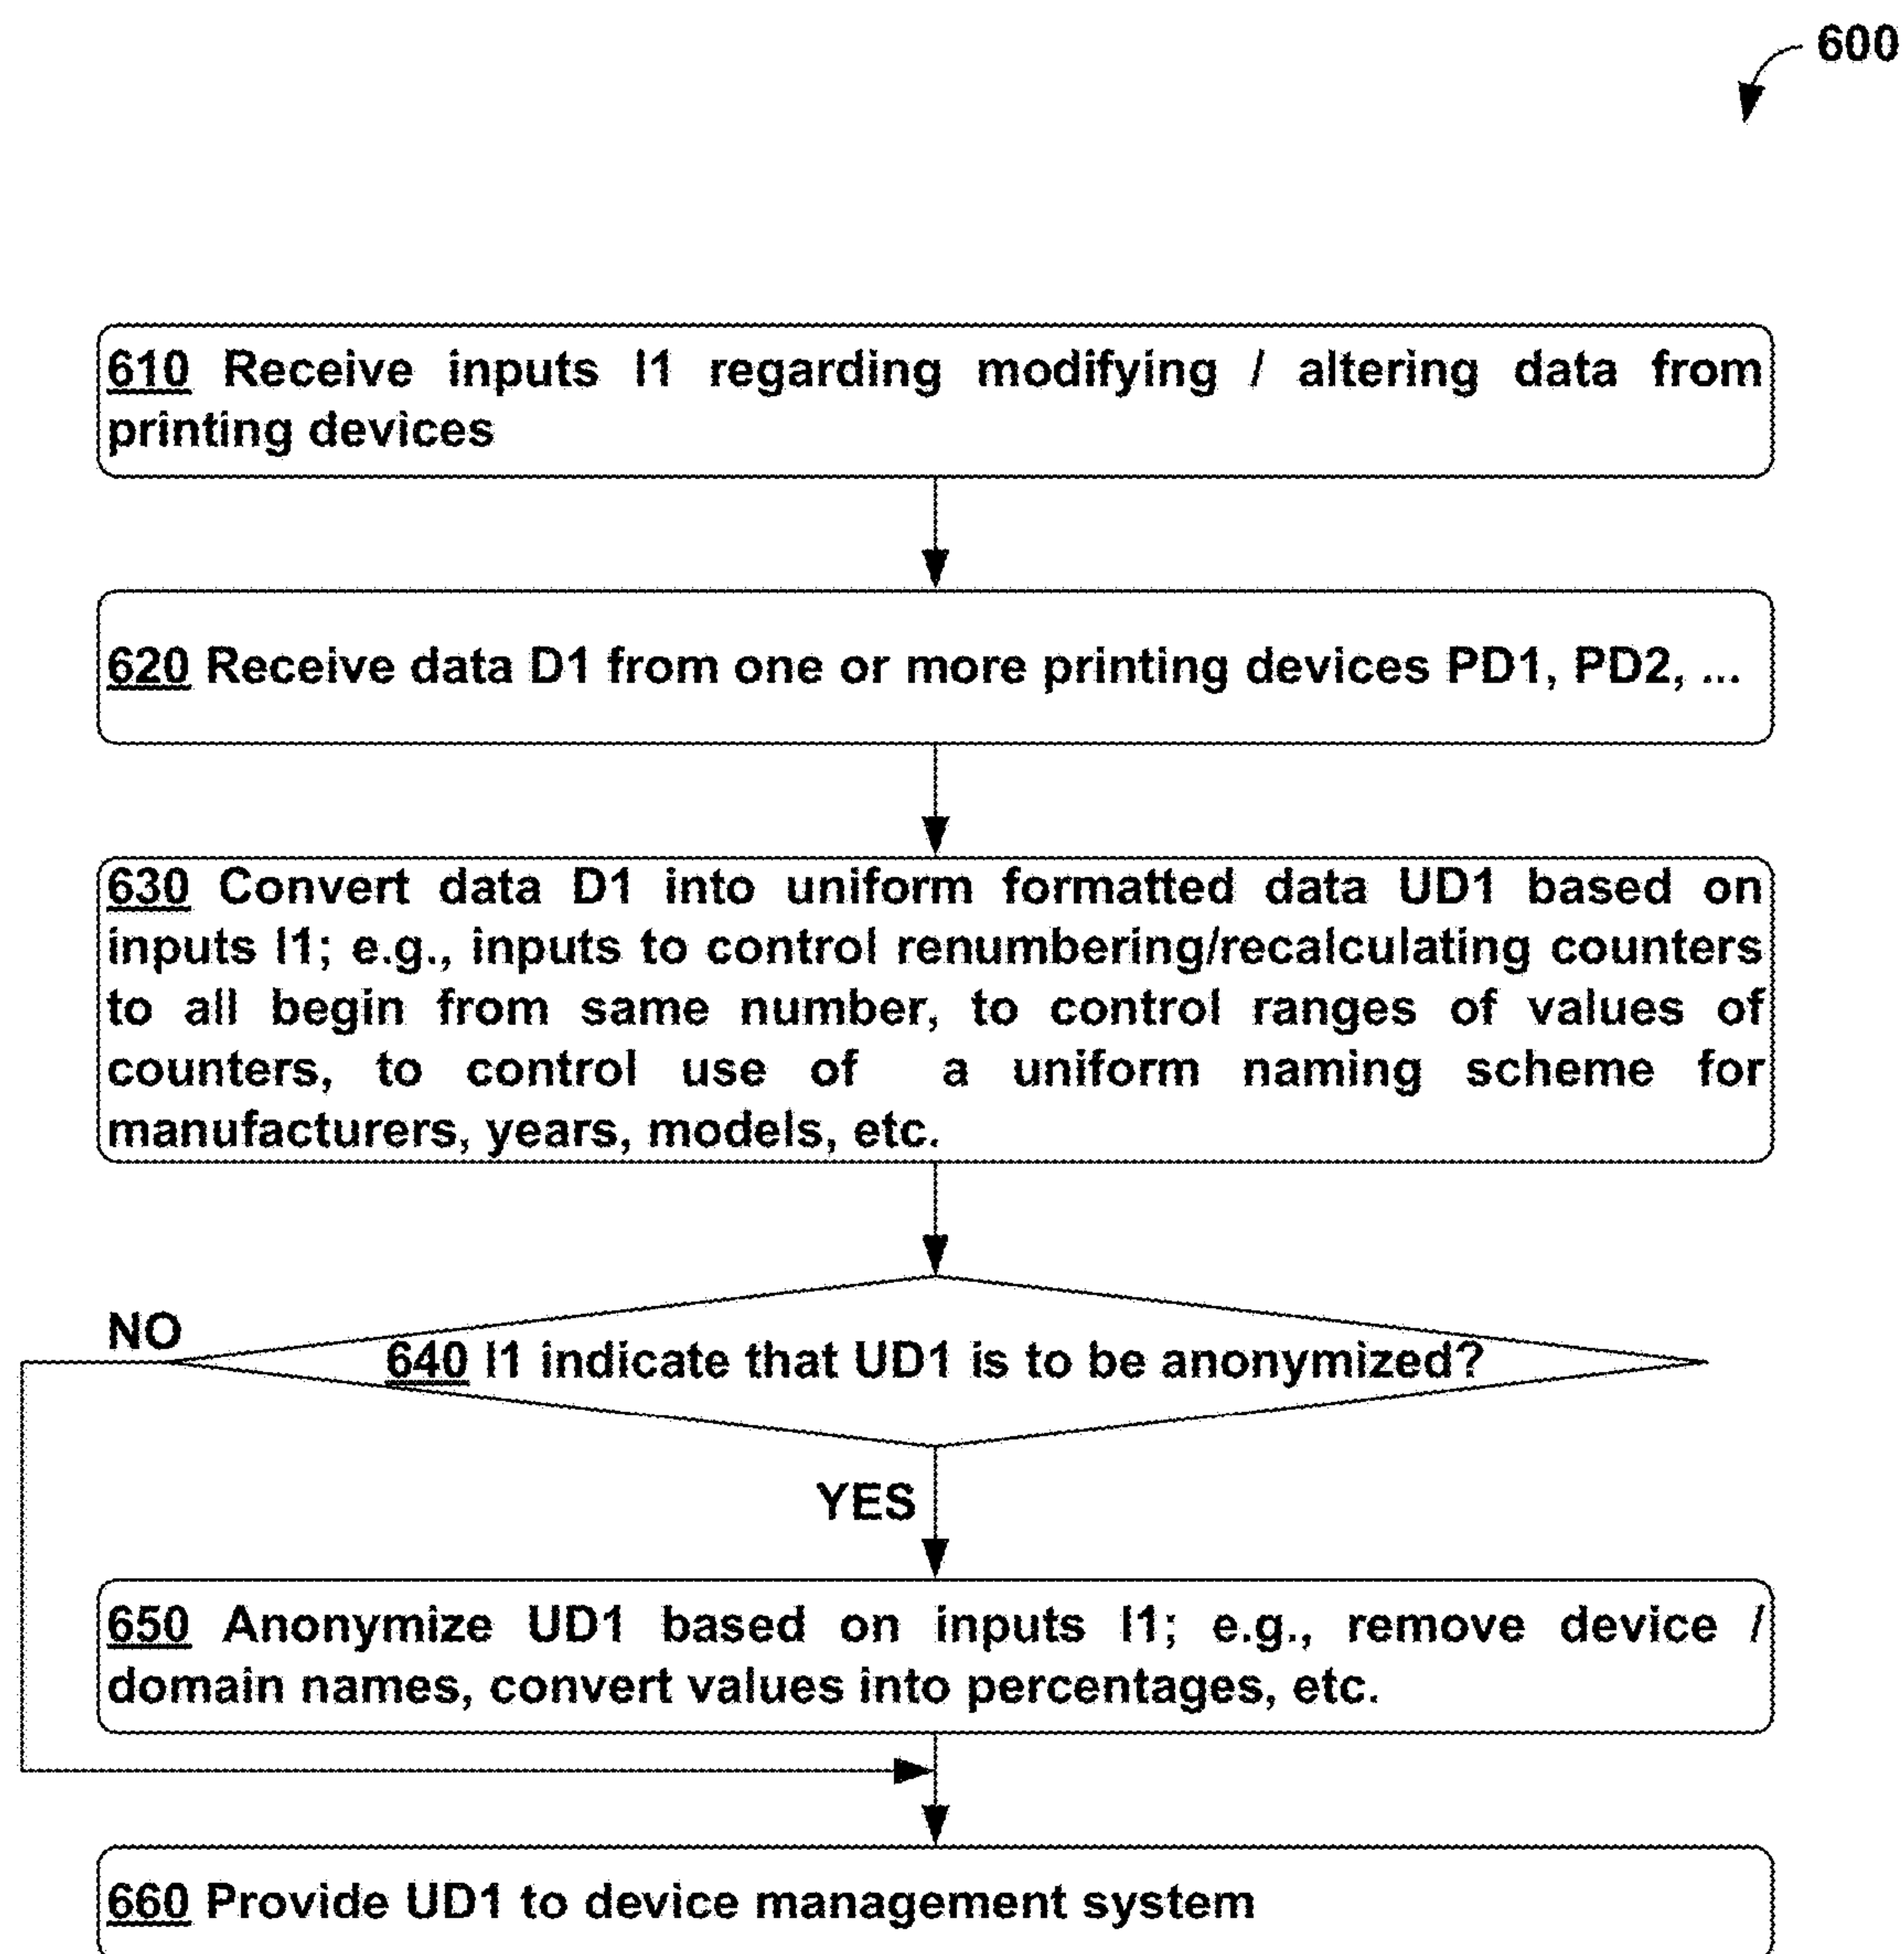 600
610 Receive inputs I1 regarding modifying / altering data from
printing devices
620 Receive data D1 from one or more printing devices PD1, PD2, ...
630 Convert data D1 into uniform formatted data UD1 based on
inputs I1; e.g., inputs to control renumbering/recalculating counters
to all begin from same number, to control ranges of values of
counters, to control use of a uniform naming scheme for
manufacturers, years, models, etc.
NO
640 I1 indicate that UD1 is to be anonymized?
YES
650 Anonymize UD1 based on inputs I1; e.g., remove device /
domain names, convert values into percentages, etc.
660 Provide UD1 to device management system